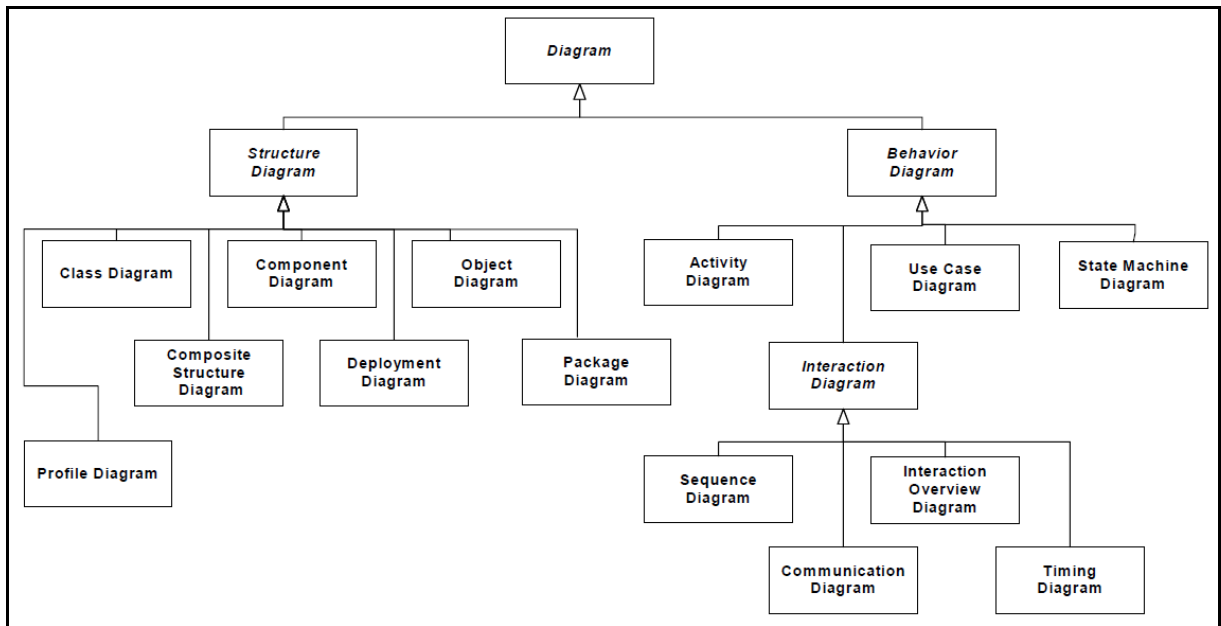 Diagram
Structure
Diagram
Behavior
Diagram
Class Diagram
Component
Diagram
Object
Diagram
Activity
Diagram
Use Case
Diagram
State Machine
Diagram
Composite
Structure
Diagram
Deployment
Diagram
Package
Diagram
Interaction
Diagram
Profile Diagram
Sequence
Diagram
Interaction
Overview
Diagram
Communication
Diagram
Timing
Diagram